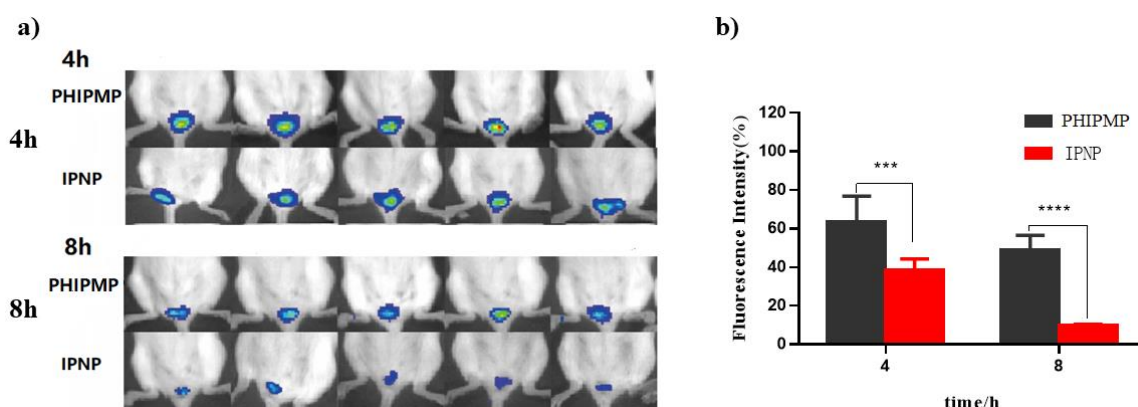 a)
4h
PHIPMP
4h
IPNP
8h
PHIPMP
8h
IPNP
b)
Fluorescence Intensity(%)
120
100
80
60
40
20
0
PHIPMP
IPNP
***
****
4
8
time/h